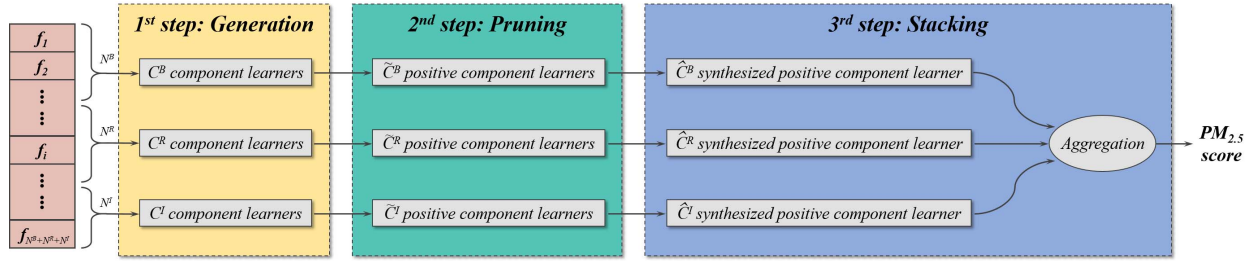 1st step: Generation
2nd step: Pruning
3rd step: Stacking
f1
f2
⋮
⋮
fi
⋮
⋮
fNᴮ+Nᴿ+Nᴵ
Nᴮ
Nᴿ
Nᴵ
Cᴮ component learners
C̃ᴮ positive component learners
Ĉᴮ synthesized positive component learner
Cᴿ component learners
C̃ᴿ positive component learners
Ĉᴿ synthesized positive component learner
Cᴵ component learners
C̃ᴵ positive component learners
Ĉᴵ synthesized positive component learner
Aggregation
PM2.5
score